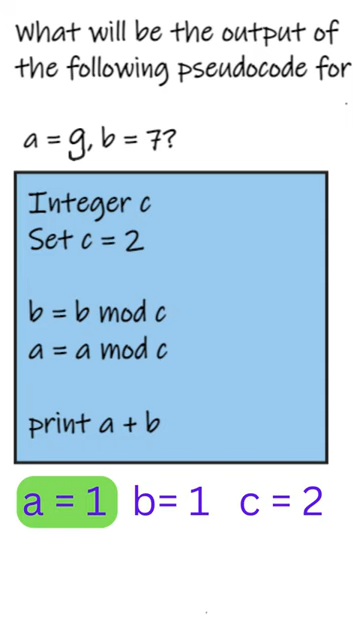 What will be the output of
the following pseudocode for
a = 9, b = 7?
Integer c
Set c = 2
b = b mod c
a = a mod c
print a + b
a = 1 b= 1 c = 2